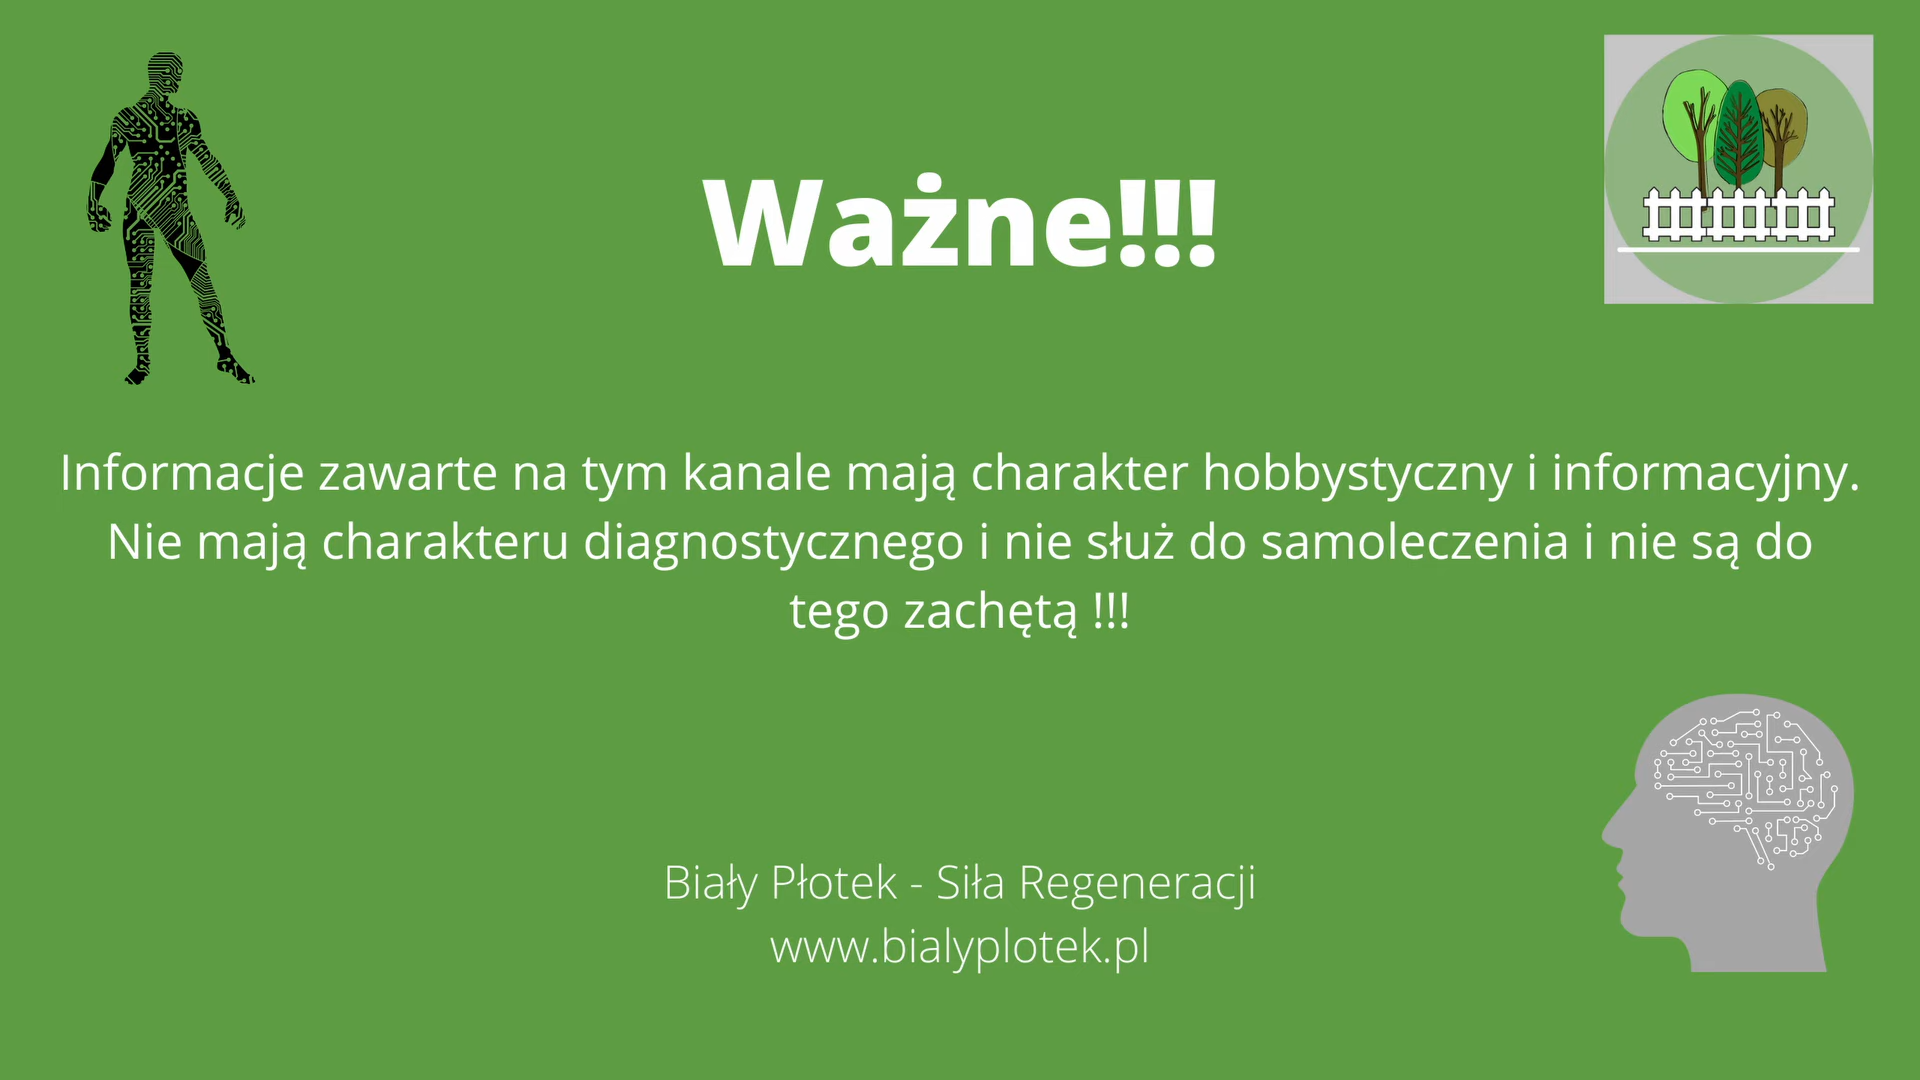 Ważne!!!
Informacje zawarte na tym kanale mają charakter hobbystyczny i informacyjny.
Nie mają charakteru diagnostycznego i nie służ do samoleczenia i nie są do
tego zachętą !!!
Biały Płotek - Siła Regeneracji
www.bialyplotek.pl